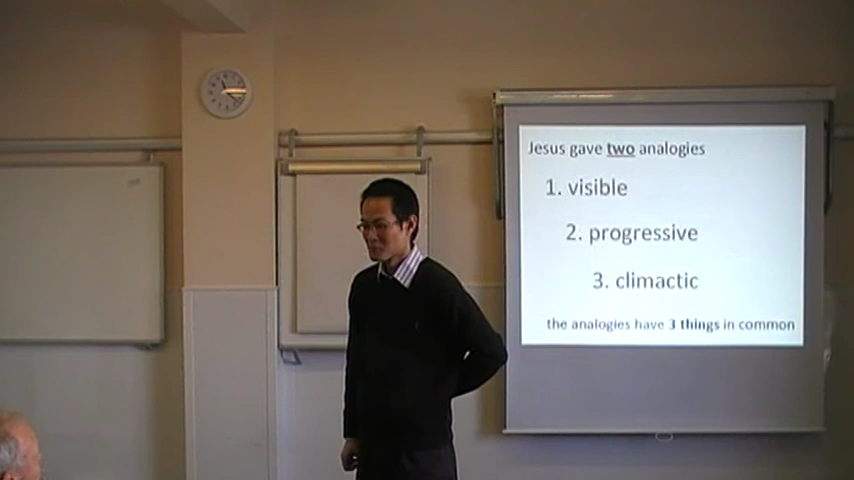 Jesus gave two analogies
1. visible
2. progressive
3. climactic
the analogies have 3 things in common